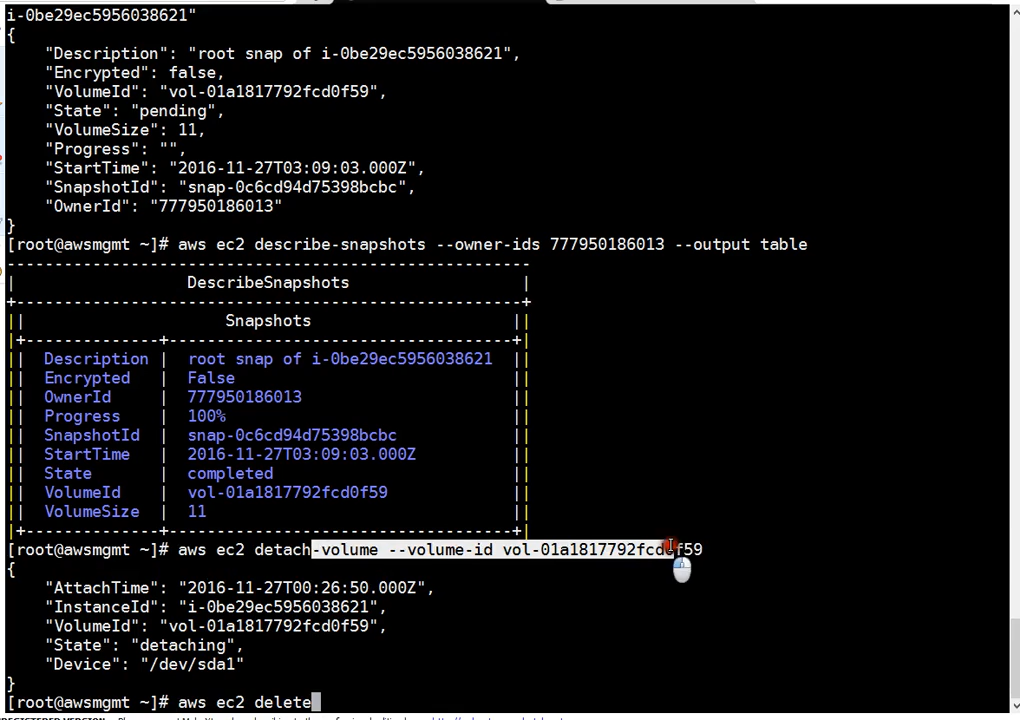 i-0be29ec5956038621"
{
    "Description": "root snap of i-0be29ec5956038621",
    "Encrypted": false,
    "VolumeId": "vol-01a1817792fcd0f59",
    "State": "pending",
    "VolumeSize": 11,
    "Progress": "",
    "StartTime": "2016-11-27T03:09:03.000Z",
    "SnapshotId": "snap-0c6cd94d75398bcbc",
    "OwnerId": "777950186013"
}
[root@awsmgmt ~]# aws ec2 describe-snapshots --owner-ids 777950186013 --output table
-------------------------------------------------------
|                  DescribeSnapshots                  |
+-----------------------------------------------------+
||                     Snapshots                     ||
|+--------------+------------------------------------+|
||  Description |  root snap of i-0be29ec5956038621  ||
||  Encrypted   |  False                             ||
||  OwnerId     |  777950186013                      ||
||  Progress    |  100%                              ||
||  SnapshotId  |  snap-0c6cd94d75398bcbc            ||
||  StartTime   |  2016-11-27T03:09:03.000Z          ||
||  State       |  completed                         ||
||  VolumeId    |  vol-01a1817792fcd0f59             ||
||  VolumeSize  |  11                                ||
|+--------------+------------------------------------+|
[root@awsmgmt ~]# aws ec2 detach-volume --volume-id vol-01a1817792fcd0f59
{
    "AttachTime": "2016-11-27T00:26:50.000Z",
    "InstanceId": "i-0be29ec5956038621",
    "VolumeId": "vol-01a1817792fcd0f59",
    "State": "detaching",
    "Device": "/dev/sda1"
}
[root@awsmgmt ~]# aws ec2 delete